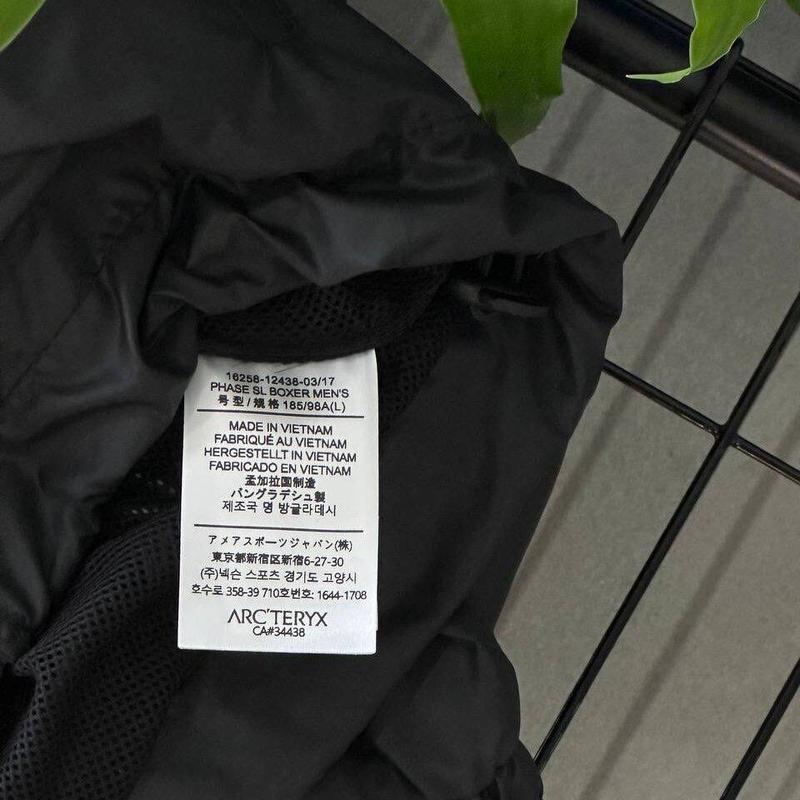 16258-12438-03/17
PHASE SL BOXER MEN'S
号型/规格 185/98A(L)
MADE IN VIETNAM
FABRIQUÉ AU VIETNAM
HERGESTELLT IN VIETNAM
FABRICADO EN VIETNAM
孟加拉国制造
バングラデシュ製
제조국 명 방글라데시
アメアスポーツジャパン(株)
東京都新宿区新宿6-27-30
(주)넥슨 스포츠 경기도 고양시
호수로 358-39 710호번호: 1644-1708
ARC'TERYX
CA#34438